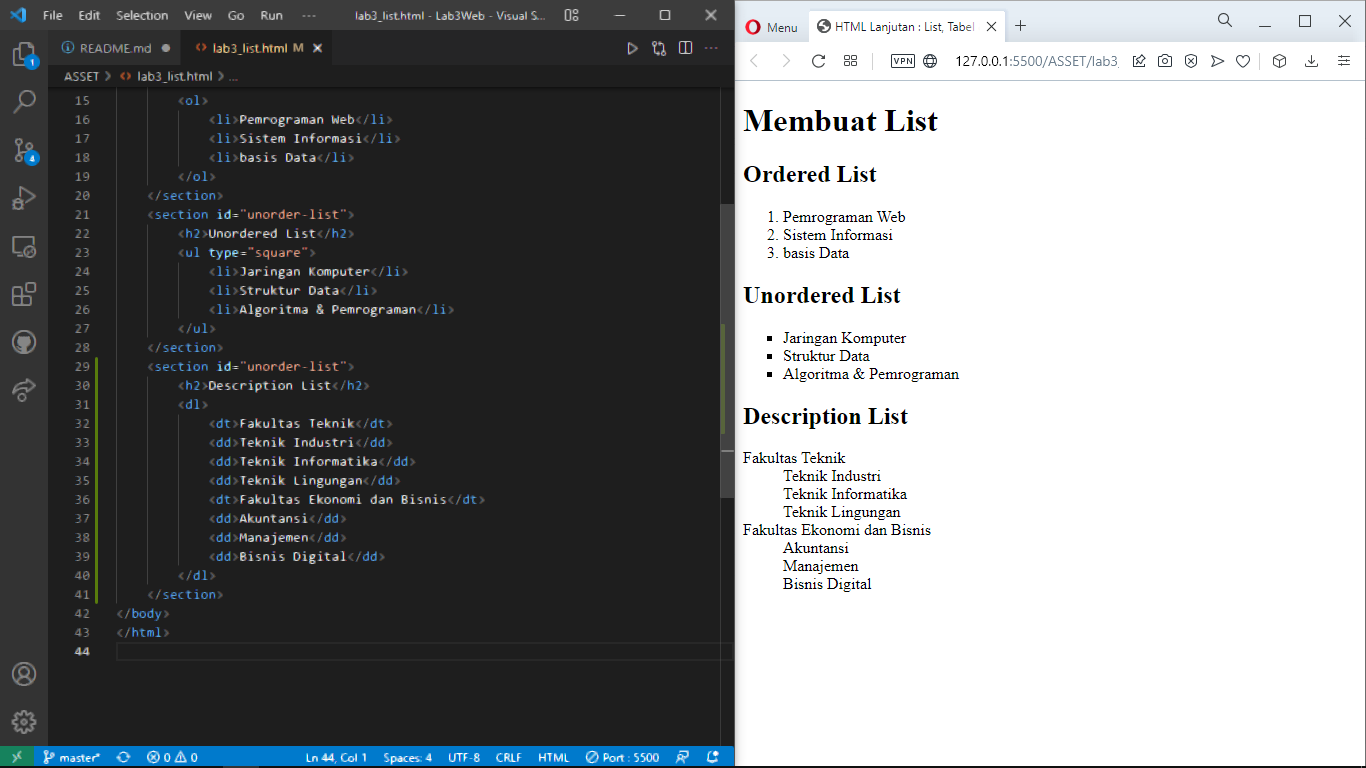 File Edit Selection View Go Run ··· lab3_list.html - Lab3Web - Visual S...
README.md ● lab3_list.html M
ASSET > lab3_list.html > ...
1
4
15 <ol>
16 <li>Pemrograman Web</li>
17 <li>Sistem Informasi</li>
18 <li>basis Data</li>
19 </ol>
20 </section>
21 <section id="unorder-list">
22 <h2>Unordered List</h2>
23 <ul type="square">
24 <li>Jaringan Komputer</li>
25 <li>Struktur Data</li>
26 <li>Algoritma & Pemrograman</li>
27 </ul>
28 </section>
29 <section id="unorder-list">
30 <h2>Description List</h2>
31 <dl>
32 <dt>Fakultas Teknik</dt>
33 <dd>Teknik Industri</dd>
34 <dd>Teknik Informatika</dd>
35 <dd>Teknik Lingungan</dd>
36 <dt>Fakultas Ekonomi dan Bisnis</dt>
37 <dd>Akuntansi</dd>
38 <dd>Manajemen</dd>
39 <dd>Bisnis Digital</dd>
40 </dl>
41 </section>
42 </body>
43 </html>
44
master* 0 0 Ln 44, Col 1 Spaces: 4 UTF-8 CRLF HTML Port : 5500
Menu HTML Lanjutan : List, Tabel
VPN 127.0.0.1:5500/ASSET/lab3_
Membuat List
Ordered List
1. Pemrograman Web
2. Sistem Informasi
3. basis Data
Unordered List
▪ Jaringan Komputer
▪ Struktur Data
▪ Algoritma & Pemrograman
Description List
Fakultas Teknik
Teknik Industri
Teknik Informatika
Teknik Lingungan
Fakultas Ekonomi dan Bisnis
Akuntansi
Manajemen
Bisnis Digital